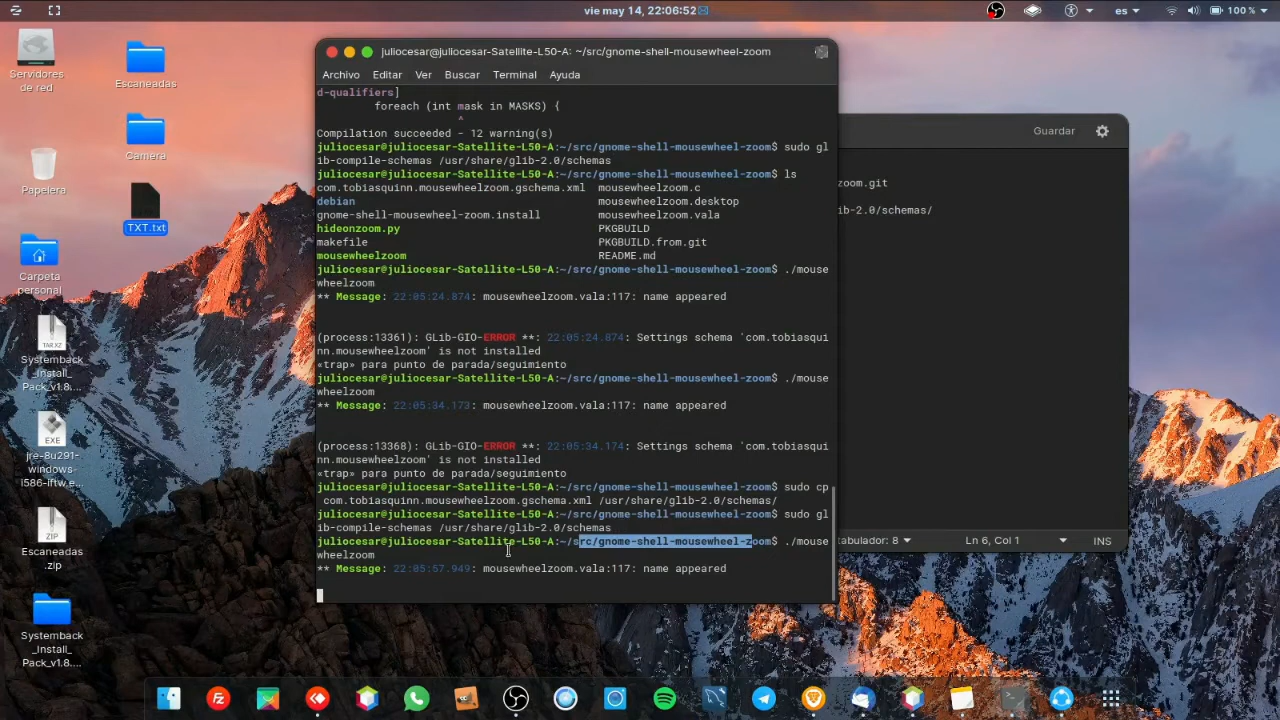 vie may 14, 22:06:52
es
100 %
Servidores
de red
Escaneadas
Papelera
Camera
TXT.txt
Carpeta
personal
TAR.XZ
Systemback
_Install_
Pack_v1.8....
EXE
jre-8u291-
windows-
i586-iftw.e...
ZIP
Escaneadas
.zip
Systemback
_Install_
Pack_v1.8....
juliocesar@juliocesar-Satellite-L50-A: ~/src/gnome-shell-mousewheel-zoom
Archivo Editar Ver Buscar Terminal Ayuda
d-qualifiers]
foreach (int mask in MASKS) {
^
Compilation succeeded - 12 warning(s)
juliocesar@juliocesar-Satellite-L50-A:~/src/gnome-shell-mousewheel-zoom$ sudo gl
ib-compile-schemas /usr/share/glib-2.0/schemas
juliocesar@juliocesar-Satellite-L50-A:~/src/gnome-shell-mousewheel-zoom$ ls
com.tobiasquinn.mousewheelzoom.gschema.xml mousewheelzoom.c
debian mousewheelzoom.desktop
gnome-shell-mousewheel-zoom.install mousewheelzoom.vala
hideonzoom.py PKGBUILD
makefile PKGBUILD.from.git
mousewheelzoom README.md
juliocesar@juliocesar-Satellite-L50-A:~/src/gnome-shell-mousewheel-zoom$ ./mouse
wheelzoom
** Message: 22:05:24.874: mousewheelzoom.vala:117: name appeared
(process:13361): GLib-GIO-ERROR **: 22:05:24.874: Settings schema `com.tobiasqui
nn.mousewheelzoom' is not installed
«trap» para punto de parada/seguimiento
juliocesar@juliocesar-Satellite-L50-A:~/src/gnome-shell-mousewheel-zoom$ ./mouse
wheelzoom
** Message: 22:05:34.173: mousewheelzoom.vala:117: name appeared
(process:13368): GLib-GIO-ERROR **: 22:05:34.174: Settings schema `com.tobiasqui
nn.mousewheelzoom' is not installed
«trap» para punto de parada/seguimiento
juliocesar@juliocesar-Satellite-L50-A:~/src/gnome-shell-mousewheel-zoom$ sudo cp
com.tobiasquinn.mousewheelzoom.gschema.xml /usr/share/glib-2.0/schemas/
juliocesar@juliocesar-Satellite-L50-A:~/src/gnome-shell-mousewheel-zoom$ sudo gl
ib-compile-schemas /usr/share/glib-2.0/schemas
juliocesar@juliocesar-Satellite-L50-A:~/src/gnome-shell-mousewheel-zoom$ ./mouse
wheelzoom
** Message: 22:05:57.949: mousewheelzoom.vala:117: name appeared
Guardar
zoom.git
ib-2.0/schemas/
tabulador: 8 Ln 6, Col 1 INS